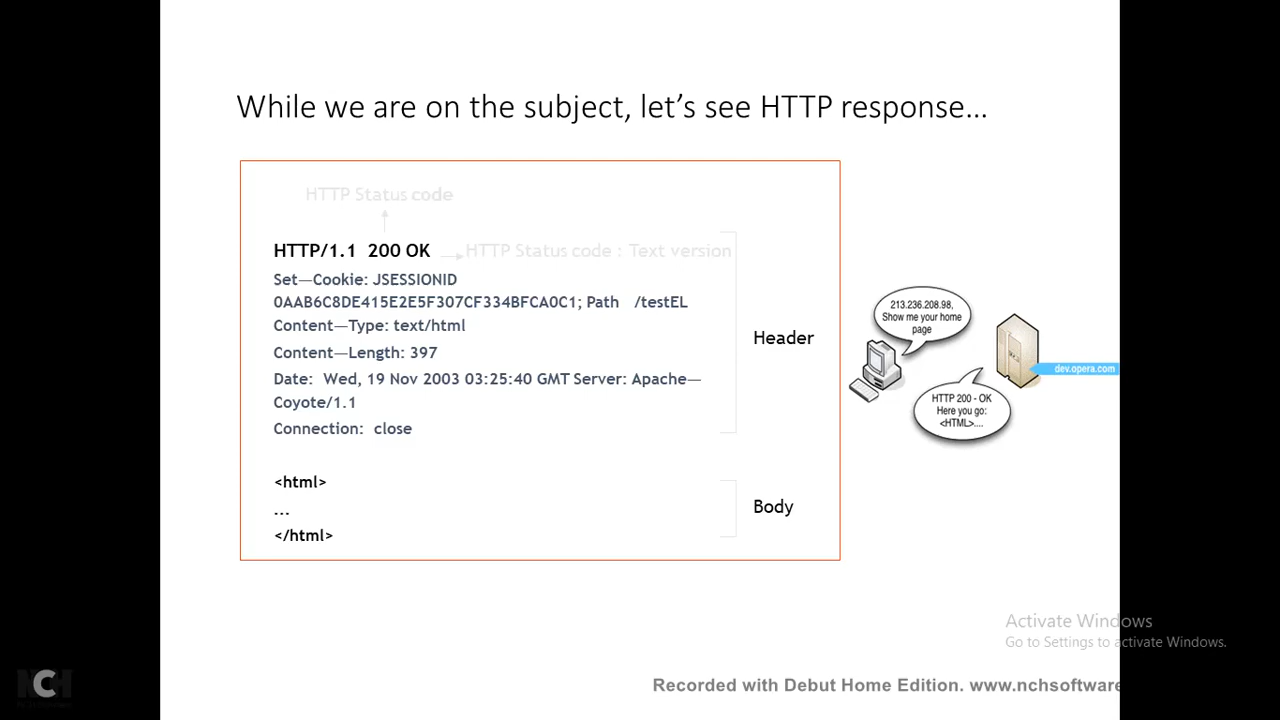 While we are on the subject, let's see HTTP response...
HTTP Status code
HTTP/1.1 200 OK
HTTP Status code : Text version
Set—Cookie: JSESSIONID
0AAB6C8DE415E2E5F307CF334BFCA0C1; Path /testEL
Content—Type: text/html
Content—Length: 397
Date: Wed, 19 Nov 2003 03:25:40 GMT Server: Apache—
Coyote/1.1
Connection: close
Header
<html>
...
</html>
Body
213.236.208.98,
Show me your home
page
dev.opera.com
HTTP 200 - OK
Here you go:
<HTML>....
Activate Windows
Go to Settings to activate Windows.
NCH
Recorded with Debut Home Edition. www.nchsoftware